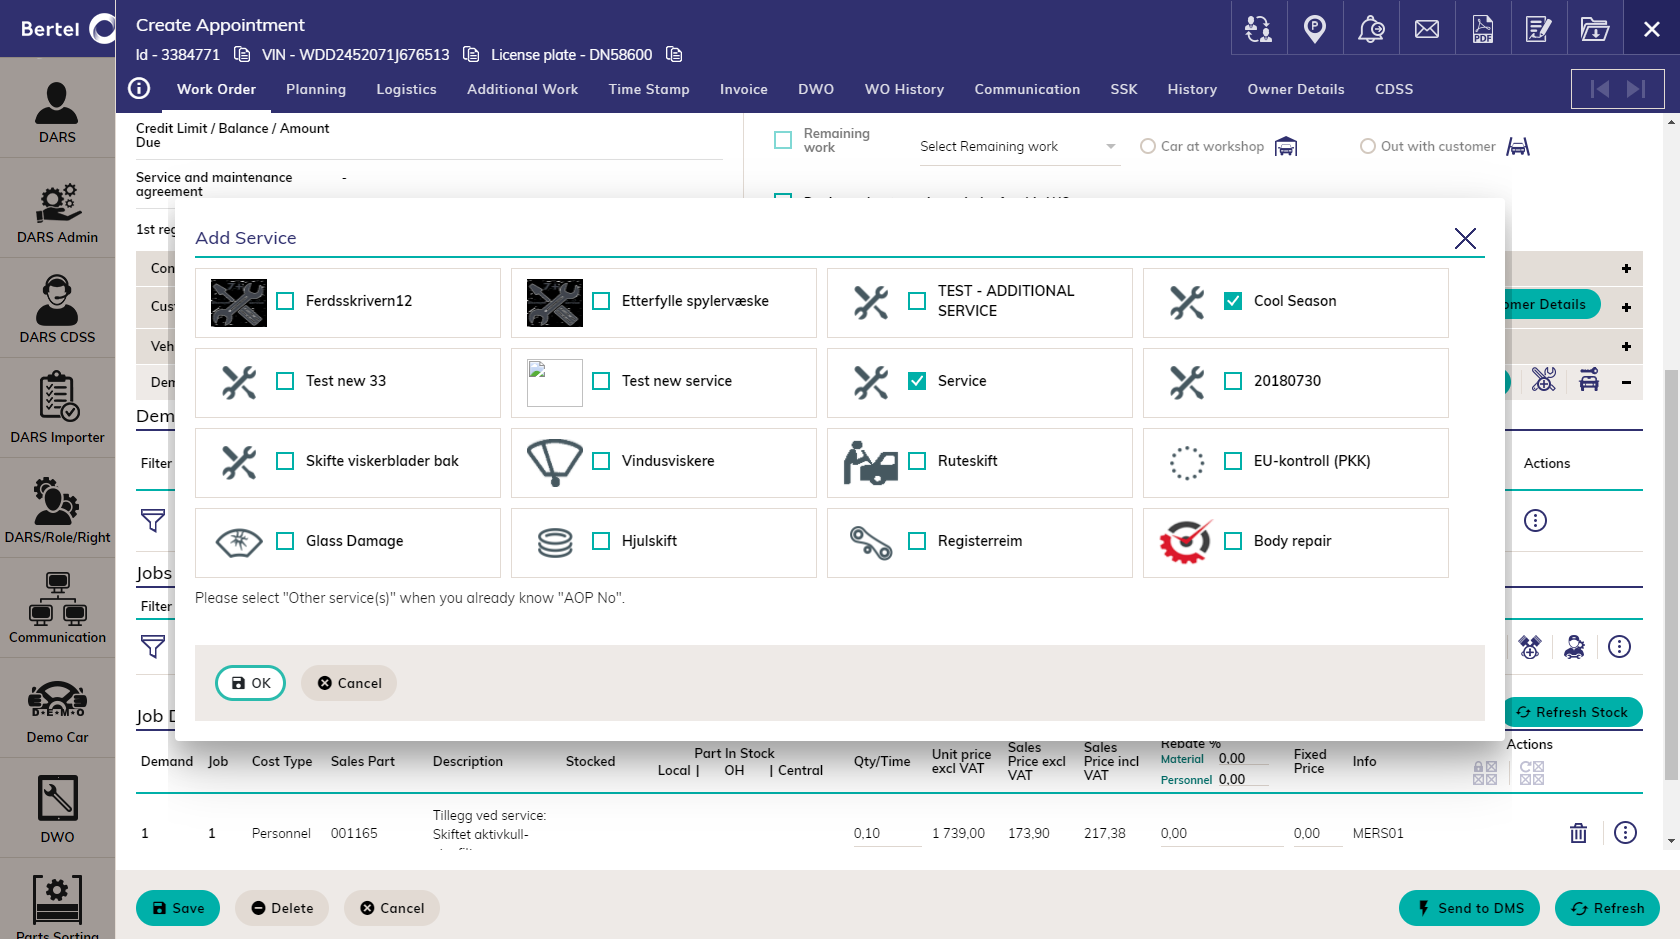 Bertel
Create Appointment
Id - 3384771 VIN - WDD2452071J676513 License plate - DN58600
Work Order Planning Logistics Additional Work Time Stamp Invoice DWO WO History Communication SSK History Owner Details CDSS
DARS
DARS Admin
DARS CDSS
DARS Importer
DARS/Role/Right
Communication
D•E•M•O
Demo Car
DWO
Parts Sorting
Credit Limit / Balance / Amount
Due
Service and maintenance -
agreement
1st reg
Remaining
work
Select Remaining work Car at workshop Out with customer
Con
Cus
omer Details
Veh
Dem
Dem
Filter Actions
Jobs
Filter
Job D
Refresh Stock
Add Service
Ferdsskrivern12
Etterfylle spylervæske
TEST - ADDITIONAL
SERVICE
Cool Season
Test new 33
Test new service
Service
20180730
Skifte viskerblader bak
Vindusviskere
Ruteskift
EU-kontroll (PKK)
Glass Damage
Hjulskift
Registerreim
Body repair
Please select "Other service(s)" when you already know "AOP No".
OK Cancel
Demand Job Cost Type Sales Part Description Stocked
Part In Stock
Local | OH | Central
Qty/Time
Unit price
excl VAT
Sales
Price excl
VAT
Sales
Price incl
VAT
Rebate %
Material 0,00
Personnel 0,00
Fixed
Price
Info
Actions
1 1 Personnel 001165
Tillegg ved service:
Skiftet aktivkull-
0,10 1 739,00 173,90 217,38 0,00 0,00 MERS01
Save Delete Cancel Send to DMS Refresh
PDF
P